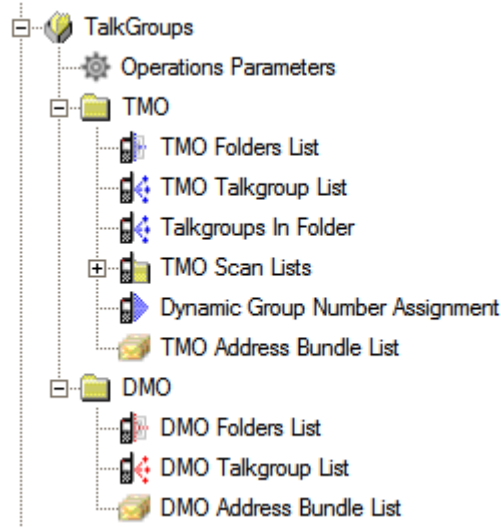 TalkGroups
Operations Parameters
TMO
TMO Folders List
TMO Talkgroup List
Talkgroups In Folder
TMO Scan Lists
Dynamic Group Number Assignment
TMO Address Bundle List
DMO
DMO Folders List
DMO Talkgroup List
DMO Address Bundle List